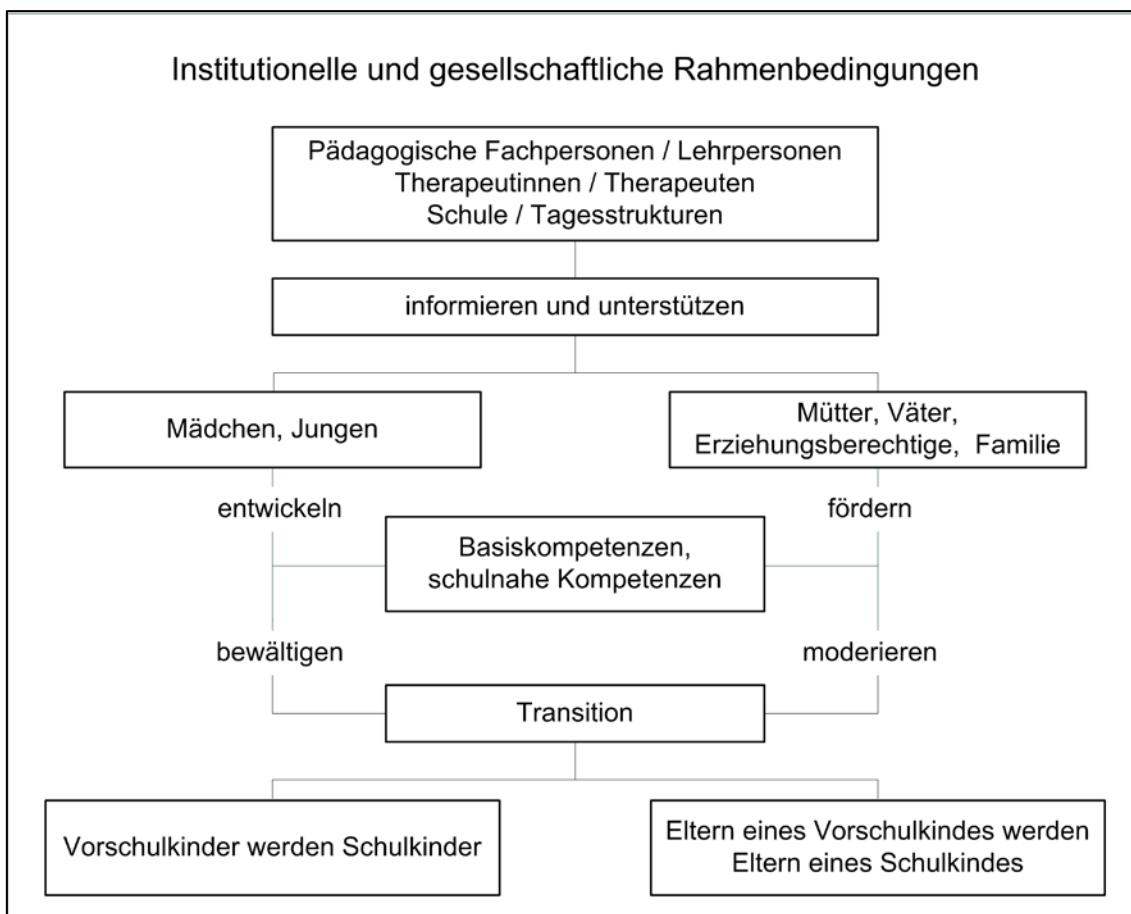 Institutionelle und gesellschaftliche Rahmenbedingungen
Pädagogische Fachpersonen / Lehrpersonen
Therapeutinnen / Therapeuten
Schule / Tagesstrukturen
informieren und unterstützen
Mädchen, Jungen
Mütter, Väter,
Erziehungsberechtige, Familie
entwickeln
fördern
Basiskompetenzen,
schulnahe Kompetenzen
bewältigen
moderieren
Transition
Vorschulkinder werden Schulkinder
Eltern eines Vorschulkindes werden
Eltern eines Schulkindes